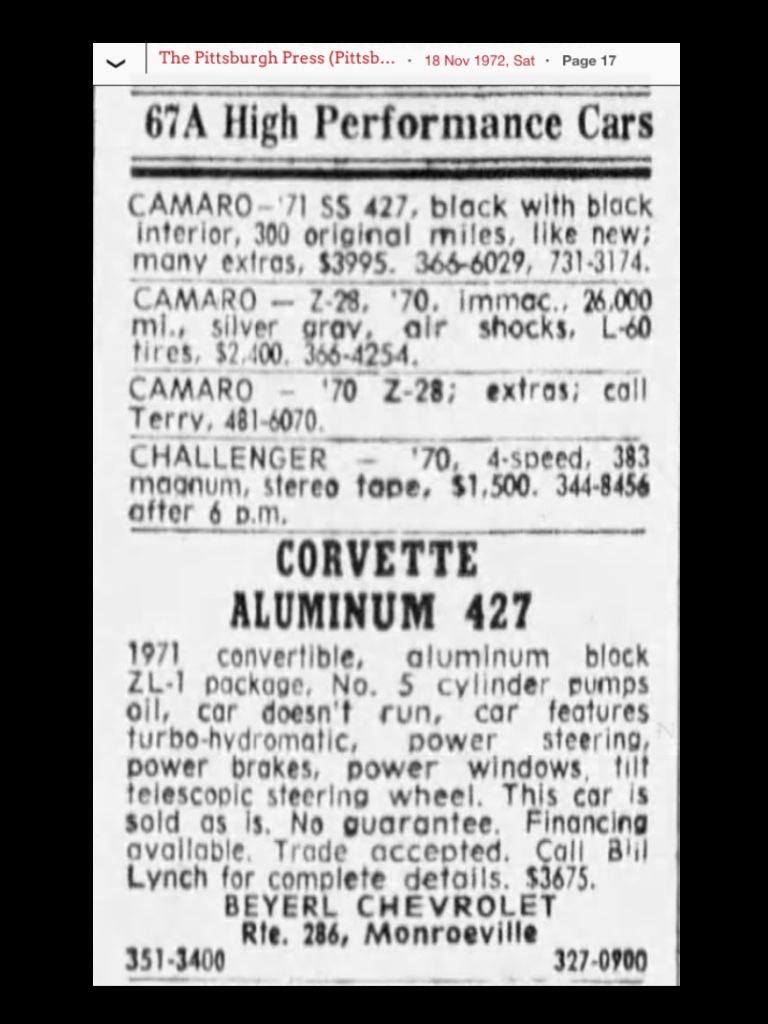 The Pittsburgh Press (Pittsb... · 18 Nov 1972, Sat · Page 17
67A High Performance Cars
CAMARO-'71 SS 427, black with black
interior, 300 original miles, like new;
many extras, $3995. 366-6029, 731-3174.
CAMARO — Z-28, '70, immac., 26,000
mi., silver gray, air shocks, L-60
tires, $2,400. 366-4254.
CAMARO - '70 Z-28; extras; call
Terry, 481-6070.
CHALLENGER - '70, 4-speed, 383
magnum, stereo tape, $1,500. 344-8456
after 6 p.m.
CORVETTE
ALUMINUM 427
1971 convertible, aluminum block
ZL-1 package, No. 5 cylinder pumps
oil, car doesn't run, car features
turbo-hydromatic, power steering,
power brakes, power windows, tilt
telescopic steering wheel. This car is
sold as is. No guarantee. Financing
available. Trade accepted. Call Bill
Lynch for complete details. $3675.
BEYERL CHEVROLET
Rte. 286, Monroeville
351-3400 327-0900